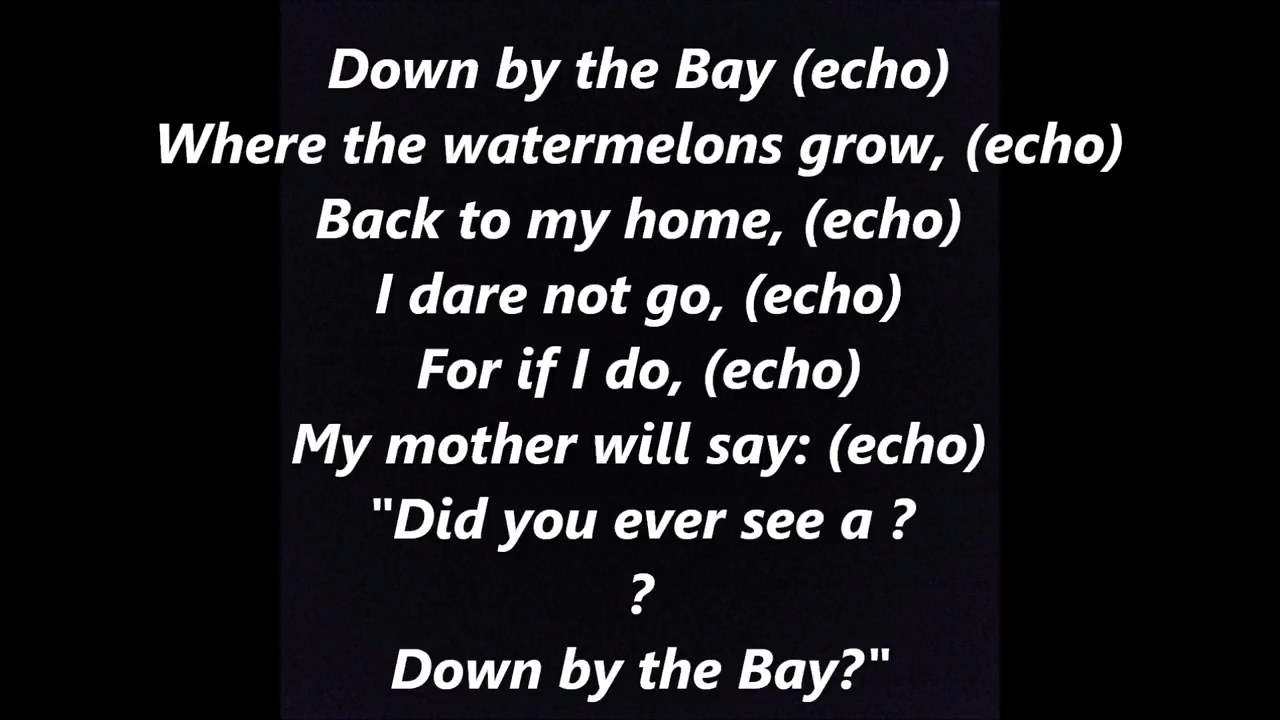 Down by the Bay (echo)
Where the watermelons grow, (echo)
Back to my home, (echo)
I dare not go, (echo)
For if I do, (echo)
My mother will say: (echo)
"Did you ever see a ?
?
Down by the Bay?"